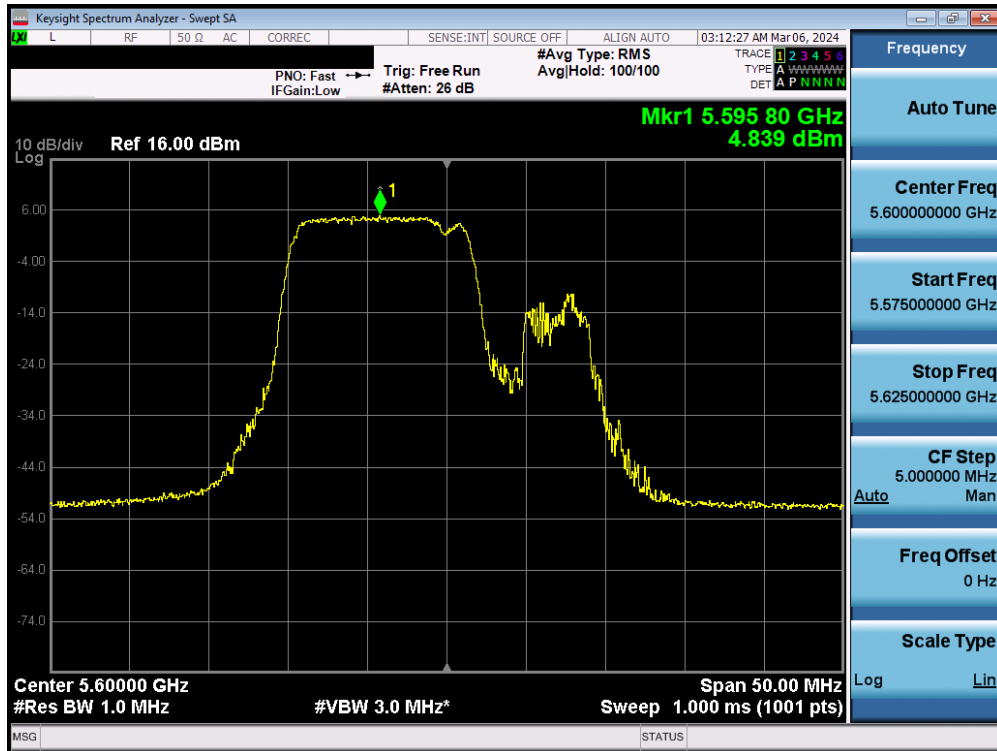 Keysight Spectrum Analyzer - Swept SA
LXI L RF 50 Ω AC CORREC SENSE:INT SOURCE OFF ALIGN AUTO 03:12:27 AM Mar 06, 2024
PNO: Fast
IFGain:Low
Trig: Free Run
#Atten: 26 dB
#Avg Type: RMS
Avg|Hold: 100/100
TRACE 1 2 3 4 5 6
TYPE A WWWWW
DET A P N N N N
Mkr1 5.595 80 GHz
4.839 dBm
10 dB/div Ref 16.00 dBm
Log
1
6.00
-4.00
-14.0
-24.0
-34.0
-44.0
-54.0
-64.0
-74.0
Center 5.60000 GHz Span 50.00 MHz
#Res BW 1.0 MHz #VBW 3.0 MHz* Sweep 1.000 ms (1001 pts)
MSG STATUS
Frequency
Auto Tune
Center Freq
5.600000000 GHz
Start Freq
5.575000000 GHz
Stop Freq
5.625000000 GHz
CF Step
5.000000 MHz
Auto Man
Freq Offset
0 Hz
Scale Type
Log Lin